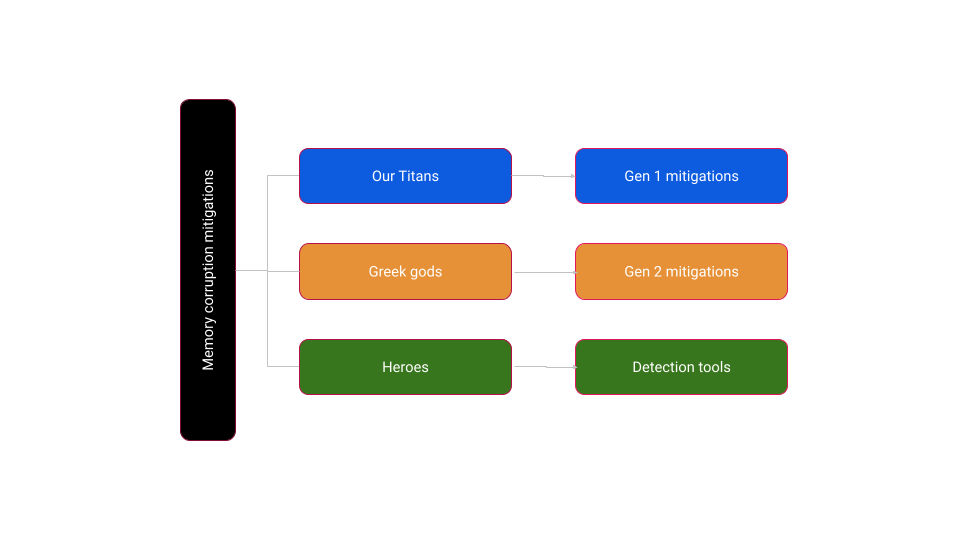 Memory corruption mitigations
Our Titans
Gen 1 mitigations
Greek gods
Gen 2 mitigations
Heroes
Detection tools